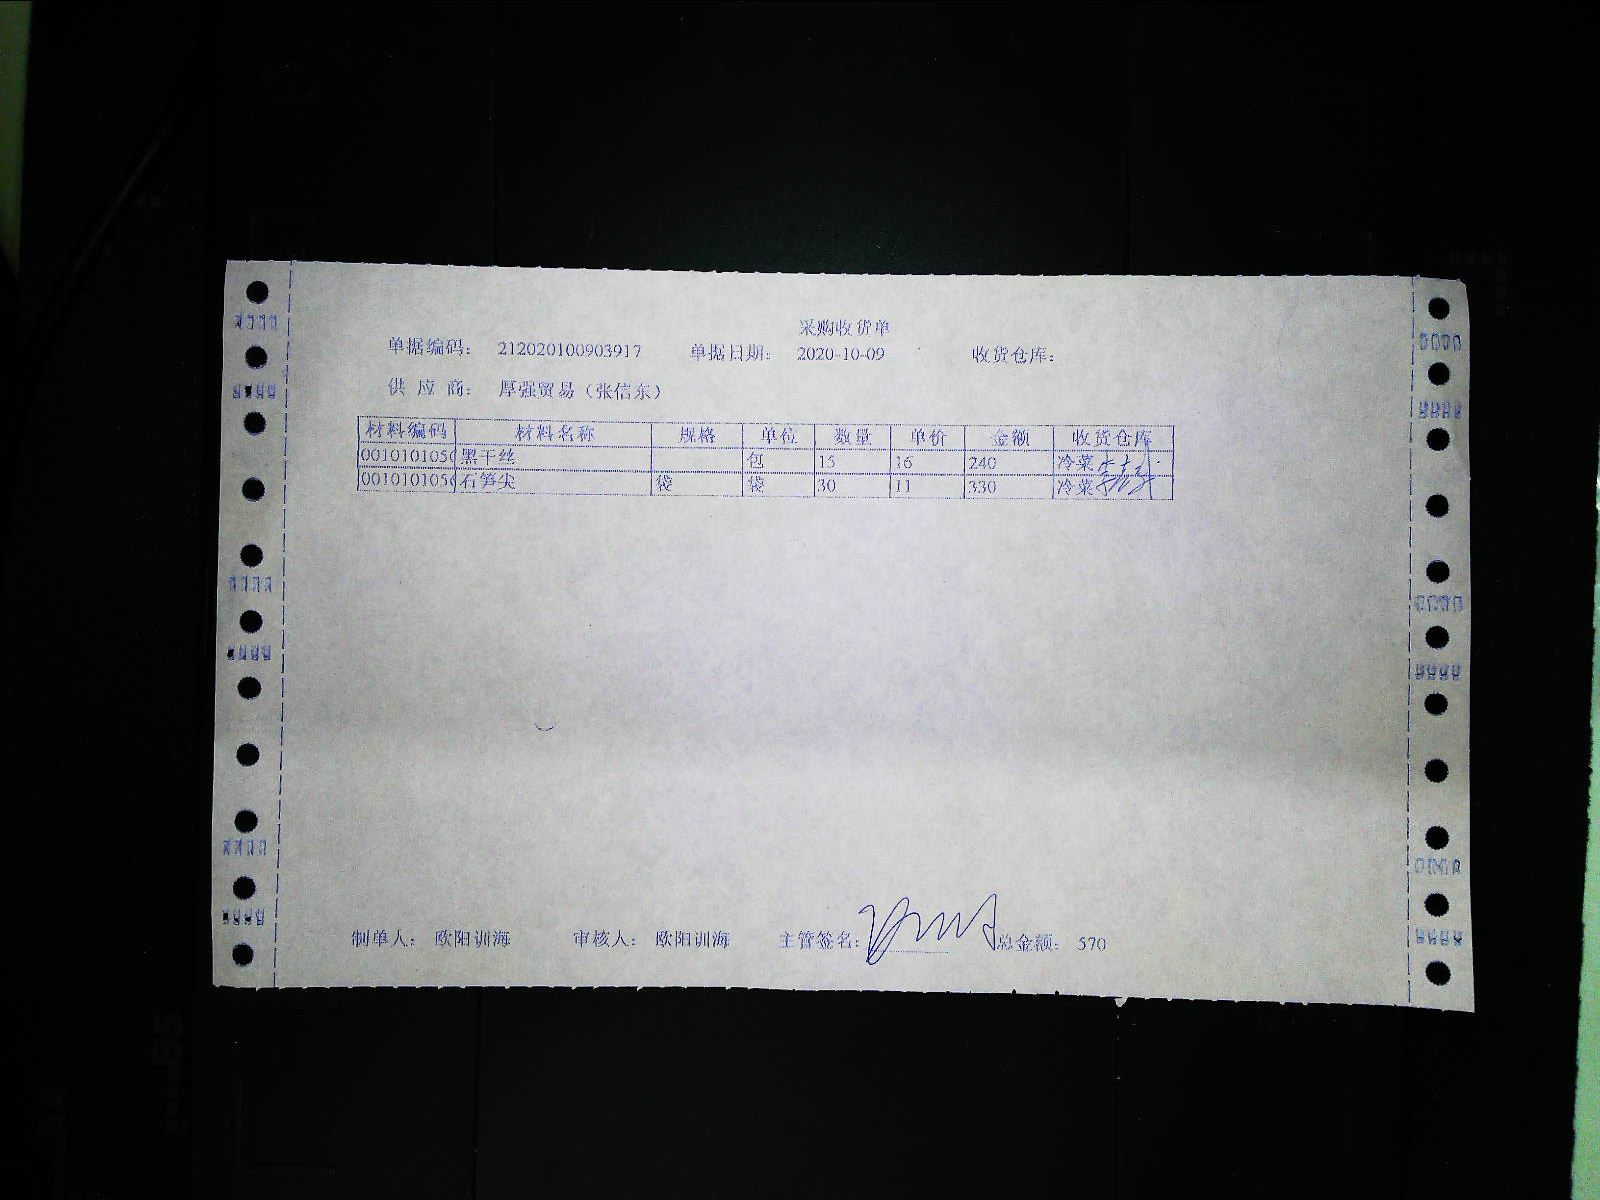 采购收货单
单据编码： 212020100903917 单据日期： 2020-10-09 收货仓库：
供 应 商： 厚强贸易（张信东）
材料编码 材料名称 规格 单位 数量 单价 金额 收货仓库
001010105 黑干丝 包 15 16 240 冷菜
001010105 石笋尖 袋 袋 30 11 330 冷菜
制单人： 欧阳训海 审核人： 欧阳训海 主管签名： 总金额： 570